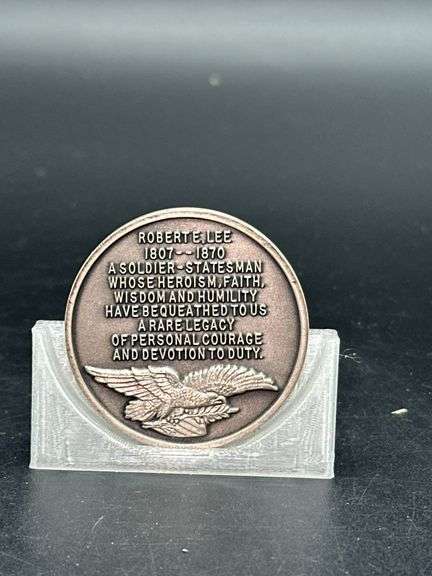 ROBERT E. LEE
1807--1870
A SOLDIER-STATESMAN
WHOSE HEROISM, FAITH,
WISDOM AND HUMILITY
HAVE BEQUEATHED TO US
A RARE LEGACY
OF PERSONAL COURAGE
AND DEVOTION TO DUTY.